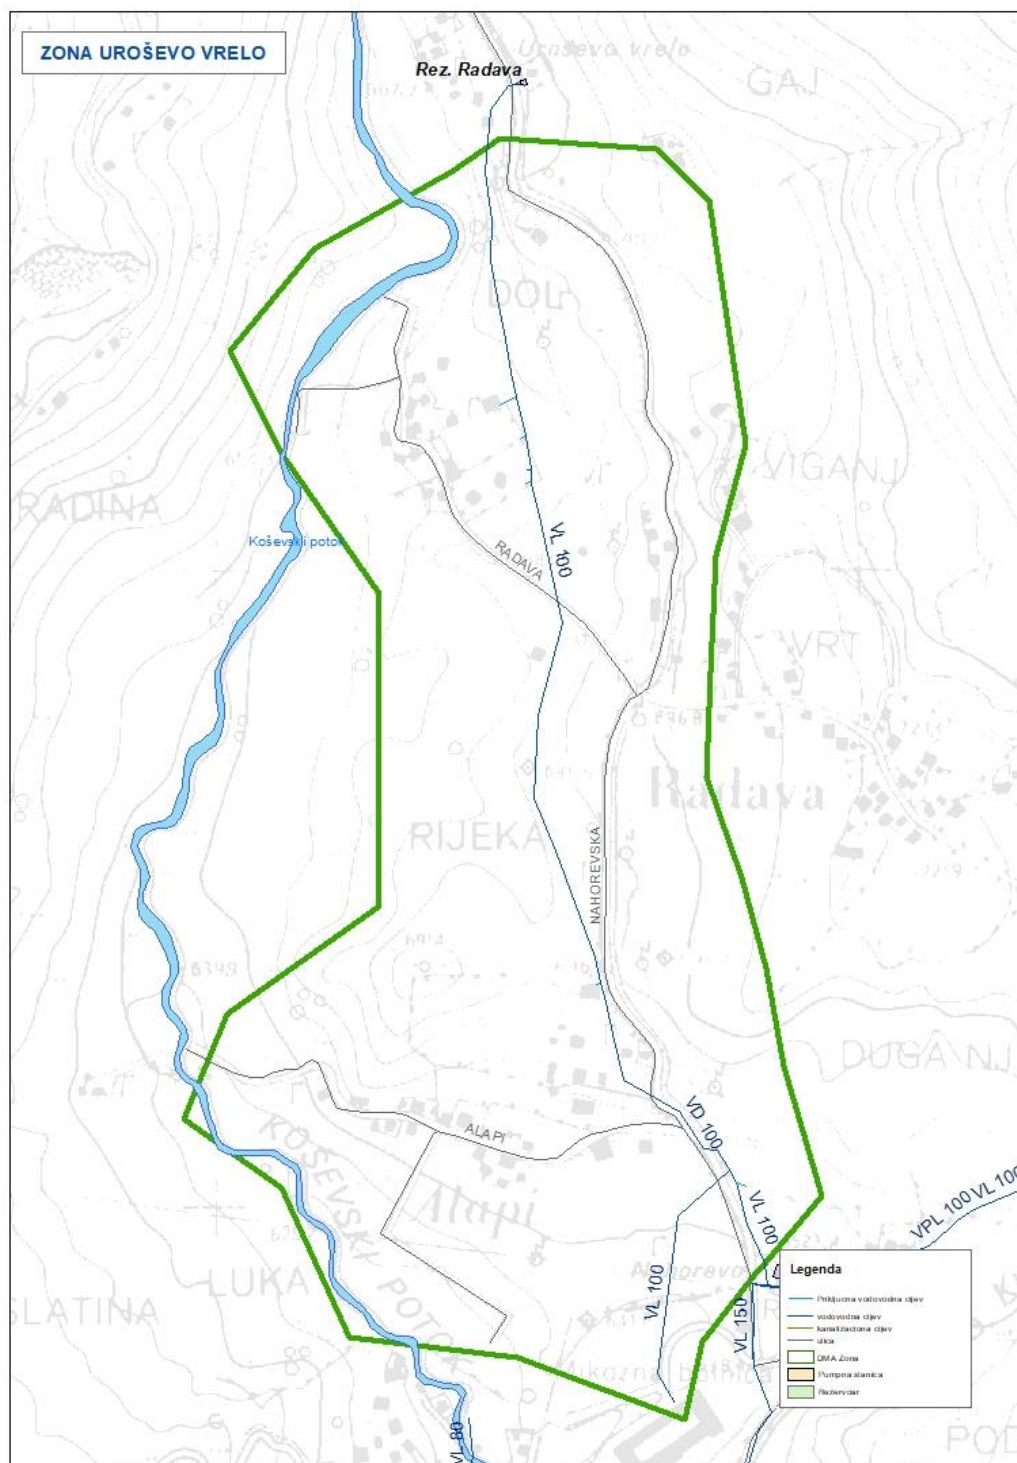 ZONA UROŠEVO VRELO
Uroševo vrelo
Rez. Radava
GAJ
DOL
VIGANJ
RADINA
Koševski potok
VL 100
RADAVA
VRT
Radava
RIJEKA
NAHOREVSKA
DUGA NJ
VD 100
ALAPI
KOŠEVSKI POTOK
Alapi
VL 100
VPL 100 VL 100
LUKA
SLATINA
Nahorevo
VL 100
VL 150
Legenda
Priključna vodovodna cijev
vodovodna cijev
kanalizaciona cijev
ulica
DMA Zona
Pumpna stanica
Rezervoar
bolnica
VL 80
POD